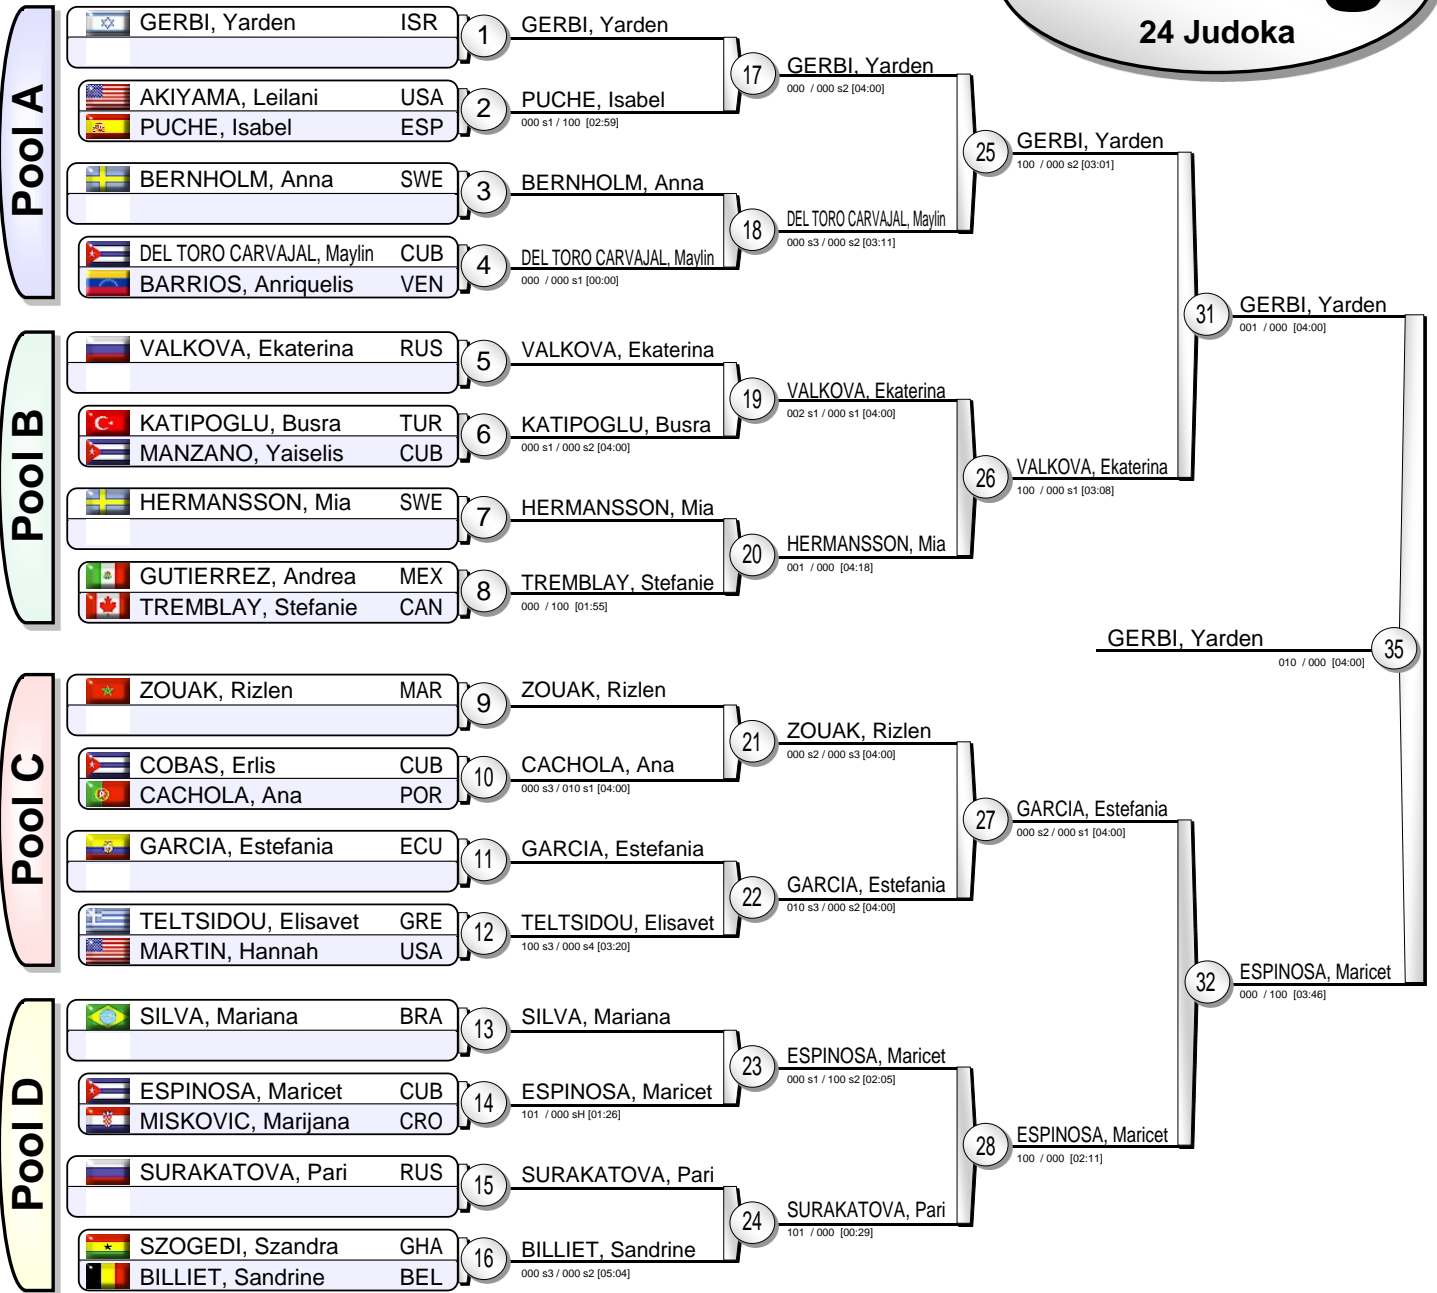 24 Judoka
Pool A
GERBI, Yarden ISR
1
AKIYAMA, Leilani USA
PUCHE, Isabel ESP
2
BERNHOLM, Anna SWE
3
DEL TORO CARVAJAL, Maylin CUB
BARRIOS, Anriquelis VEN
4
Pool B
VALKOVA, Ekaterina RUS
5
KATIPOGLU, Busra TUR
MANZANO, Yaiselis CUB
6
HERMANSSON, Mia SWE
7
GUTIERREZ, Andrea MEX
TREMBLAY, Stefanie CAN
8
Pool C
ZOUAK, Rizlen MAR
9
COBAS, Erlis CUB
CACHOLA, Ana POR
10
GARCIA, Estefania ECU
11
TELTSIDOU, Elisavet GRE
MARTIN, Hannah USA
12
Pool D
SILVA, Mariana BRA
13
ESPINOSA, Maricet CUB
MISKOVIC, Marijana CRO
14
SURAKATOVA, Pari RUS
15
SZOGEDI, Szandra GHA
BILLIET, Sandrine BEL
16
GERBI, Yarden
PUCHE, Isabel
000 s1 / 100 [02:59]
17
BERNHOLM, Anna
DEL TORO CARVAJAL, Maylin
000 / 000 s1 [00:00]
18
VALKOVA, Ekaterina
KATIPOGLU, Busra
000 s1 / 000 s2 [04:00]
19
HERMANSSON, Mia
TREMBLAY, Stefanie
000 / 100 [01:55]
20
ZOUAK, Rizlen
CACHOLA, Ana
000 s3 / 010 s1 [04:00]
21
GARCIA, Estefania
TELTSIDOU, Elisavet
100 s3 / 000 s4 [03:20]
22
SILVA, Mariana
ESPINOSA, Maricet
101 / 000 sH [01:26]
23
SURAKATOVA, Pari
BILLIET, Sandrine
000 s3 / 000 s2 [05:04]
24
GERBI, Yarden
000 / 000 s2 [04:00]
DEL TORO CARVAJAL, Maylin
000 s3 / 000 s2 [03:11]
25
VALKOVA, Ekaterina
002 s1 / 000 s1 [04:00]
HERMANSSON, Mia
001 / 000 [04:18]
26
ZOUAK, Rizlen
000 s2 / 000 s3 [04:00]
GARCIA, Estefania
010 s3 / 000 s2 [04:00]
27
ESPINOSA, Maricet
000 s1 / 100 s2 [02:05]
SURAKATOVA, Pari
101 / 000 [00:29]
28
GERBI, Yarden
100 / 000 s2 [03:01]
VALKOVA, Ekaterina
100 / 000 s1 [03:08]
31
GARCIA, Estefania
000 s2 / 000 s1 [04:00]
ESPINOSA, Maricet
100 / 000 [02:11]
32
GERBI, Yarden
001 / 000 [04:00]
ESPINOSA, Maricet
000 / 100 [03:46]
35
GERBI, Yarden
010 / 000 [04:00]